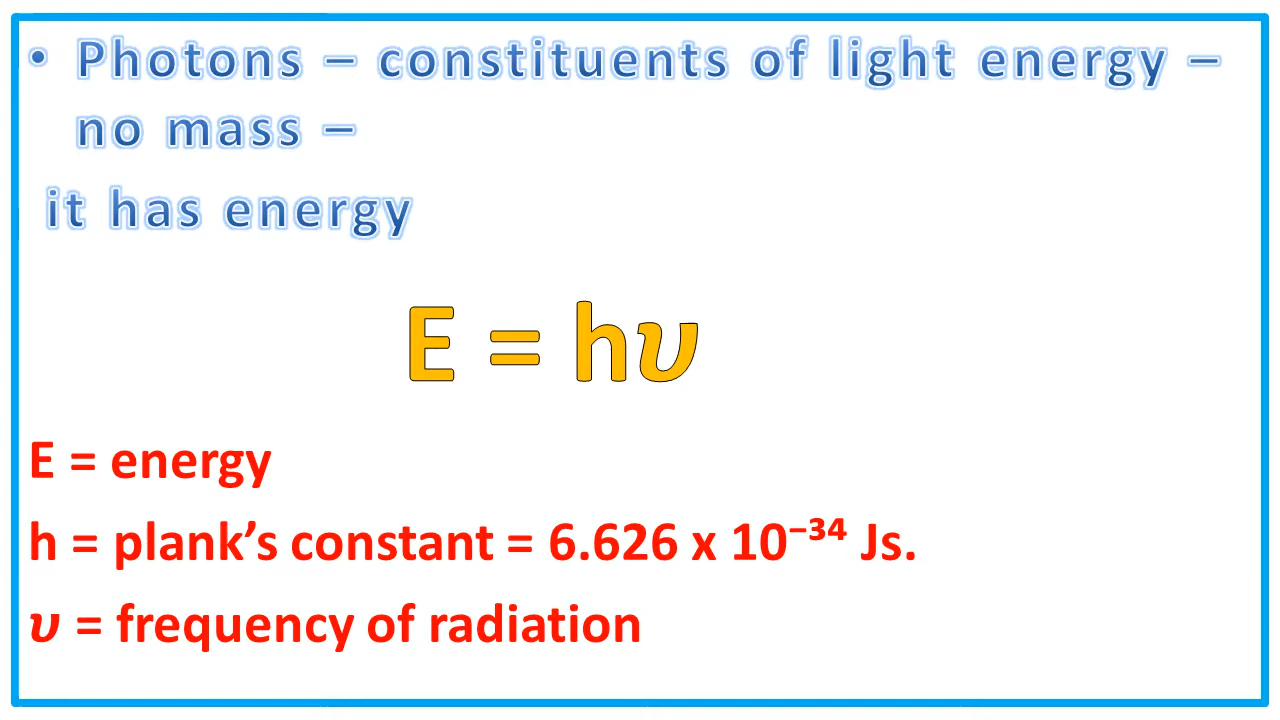 • Photons – constituents of light energy –
no mass –
it has energy
E = h𝝊
E = energy
h = plank’s constant = 6.626 x 10⁻³⁴ Js.
𝝊 = frequency of radiation